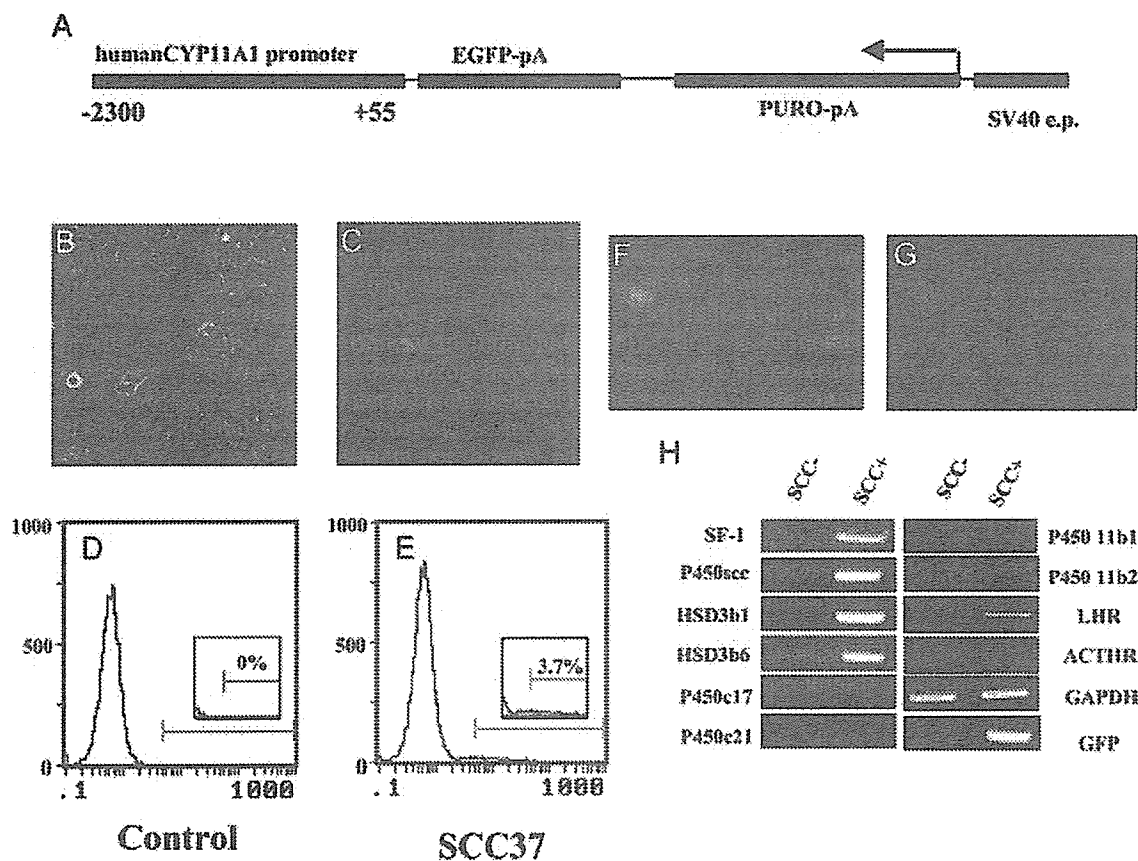 A
humanCYP11A1 promoter
EGFP-pA
-2300
+55
PURO-pA
SV40 e.p.
B
C
F
G
H
SCC-
SCC+
SCC-
SCC+
SF-1
P450 11b1
P450scc
P450 11b2
HSD3b1
LHR
HSD3b6
ACTHR
P450c17
GAPDH
P450c21
GFP
1000
D
500
0%
0
.1
1000
Control
1000
E
500
3.7%
0
.1
1000
SCC37